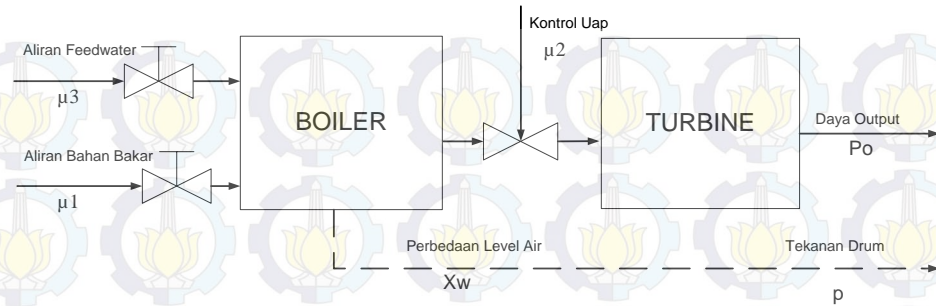 Aliran Feedwater
µ3
Aliran Bahan Bakar
µ1
BOILER
Kontrol Uap
µ2
TURBINE
Daya Output
Po
Perbedaan Level Air
Xw
Tekanan Drum
p